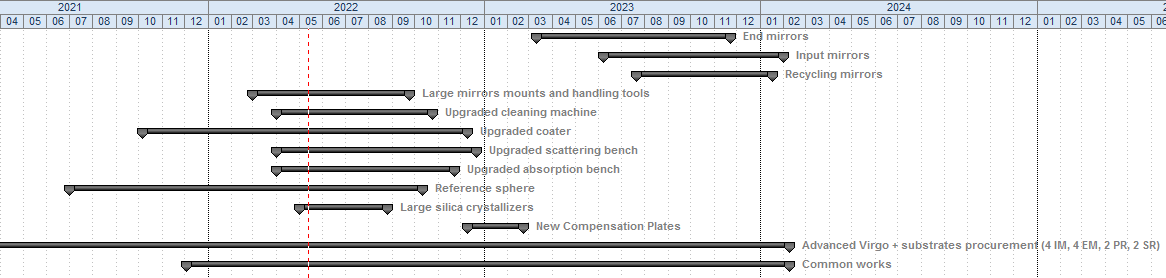 2021 2022 2023 2024 2
04 05 06 07 08 09 10 11 12 01 02 03 04 05 06 07 08 09 10 11 12 01 02 03 04 05 06 07 08 09 10 11 12 01 02 03 04 05 06 07 08 09 10 11 12 01 02 03 04 05 06
End mirrors
Input mirrors
Recycling mirrors
Large mirrors mounts and handling tools
Upgraded cleaning machine
Upgraded coater
Upgraded scattering bench
Upgraded absorption bench
Reference sphere
Large silica crystallizers
New Compensation Plates
Advanced Virgo + substrates procurement (4 IM, 4 EM, 2 PR, 2 SR)
Common works